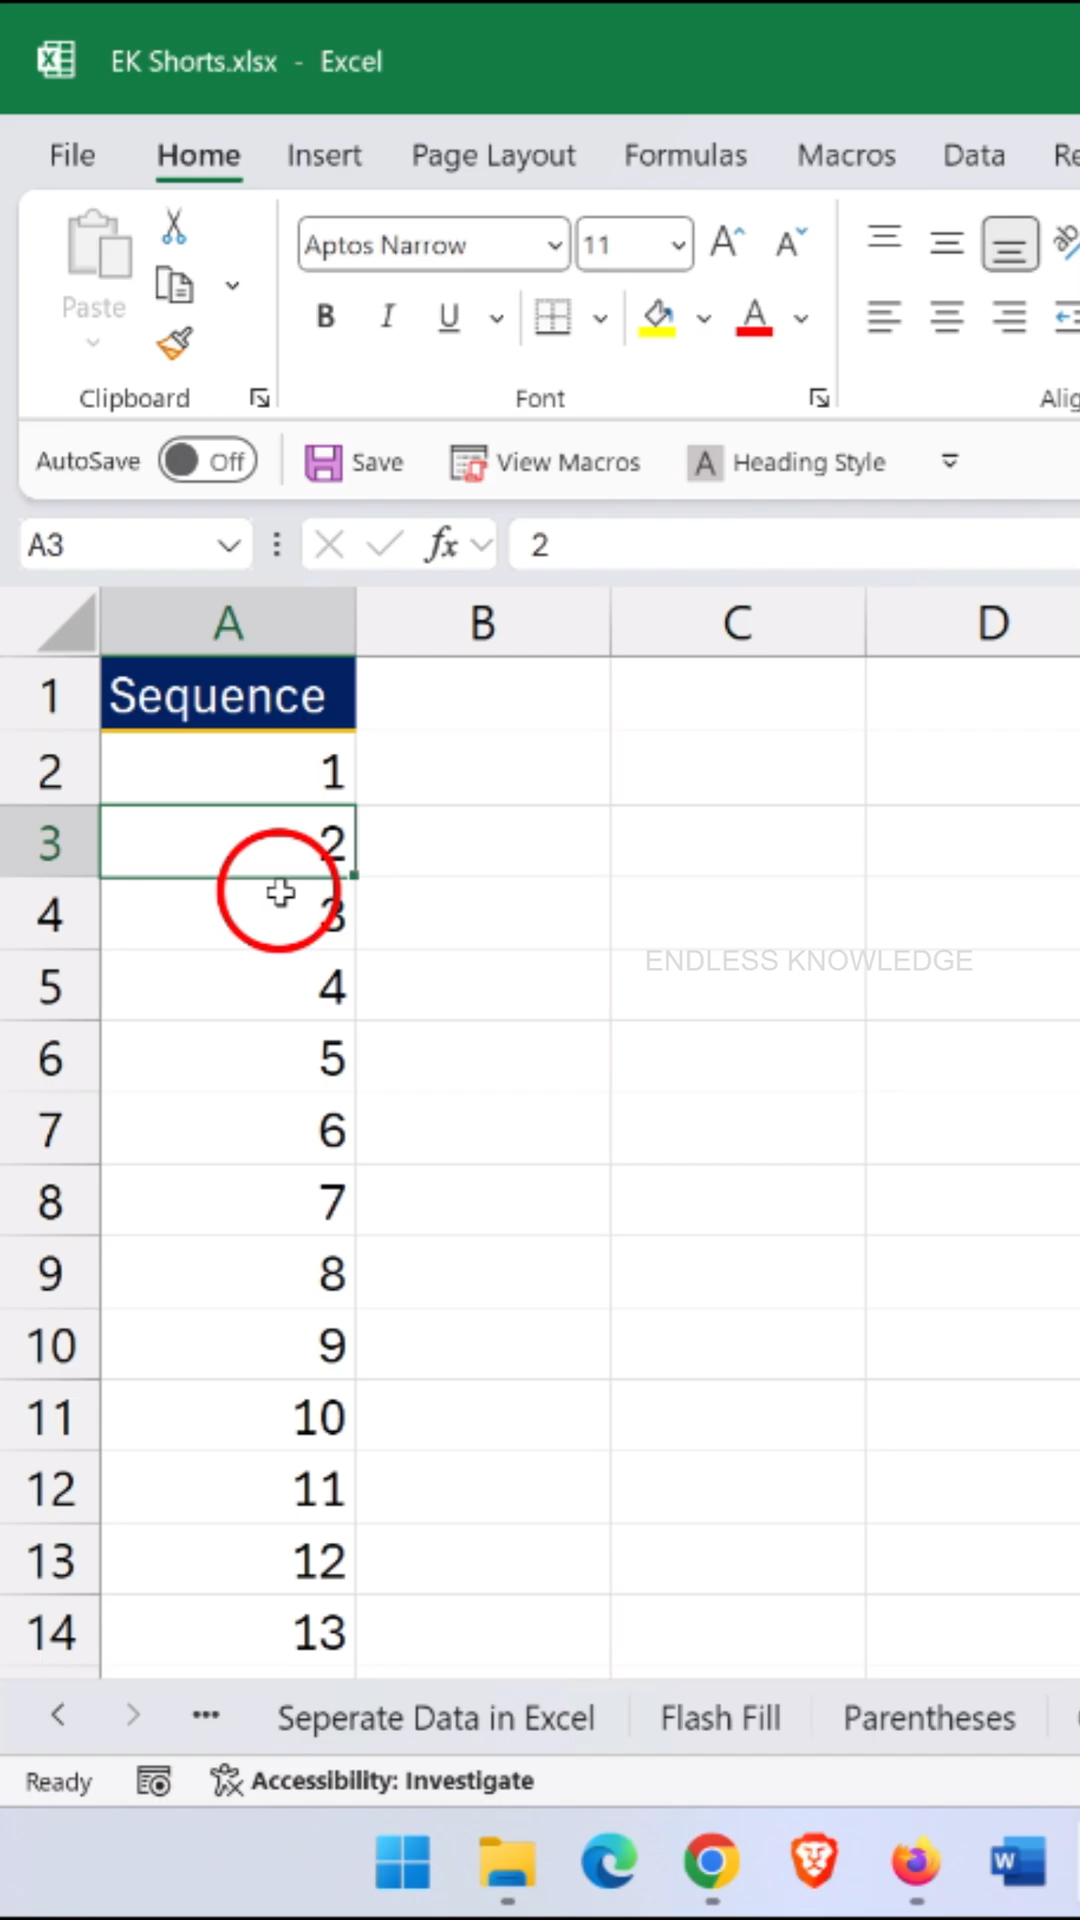 EK Shorts.xlsx - Excel
File Home Insert Page Layout Formulas Macros Data Re
Paste
Aptos Narrow 11 A A
B I U A
Clipboard Font Alig
AutoSave Off Save View Macros A Heading Style
A3 fx 2
A B C D
1 Sequence
2 1
3 2
4 3
ENDLESS KNOWLEDGE
5 4
6 5
7 6
8 7
9 8
10 9
11 10
12 11
13 12
14 13
Seperate Data in Excel Flash Fill Parentheses
Ready Accessibility: Investigate
W